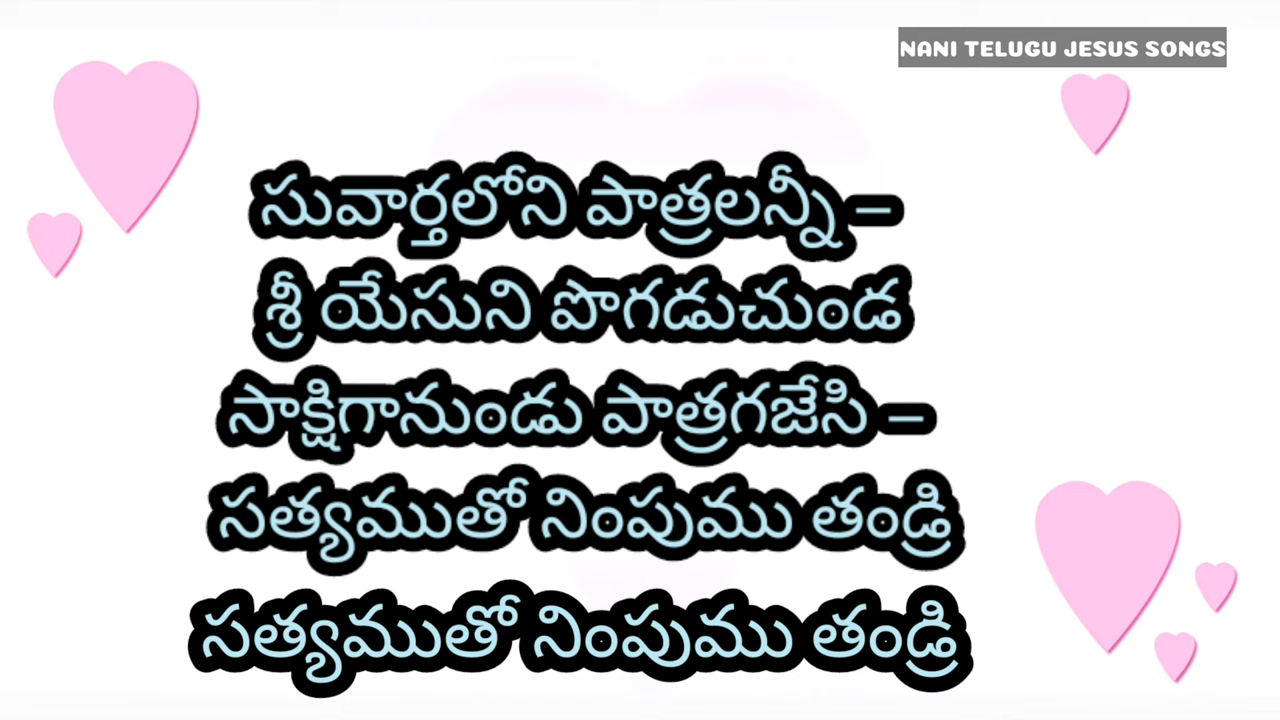 NANI TELUGU JESUS SONGS
సువార్తలోని పాత్రలన్నీ –
శ్రీ యేసుని పొగడుచుండ
సాక్షిగానుండు పాత్రగజేసి –
సత్యముతో నింపుము తండ్రి
సత్యముతో నింపుము తండ్రి